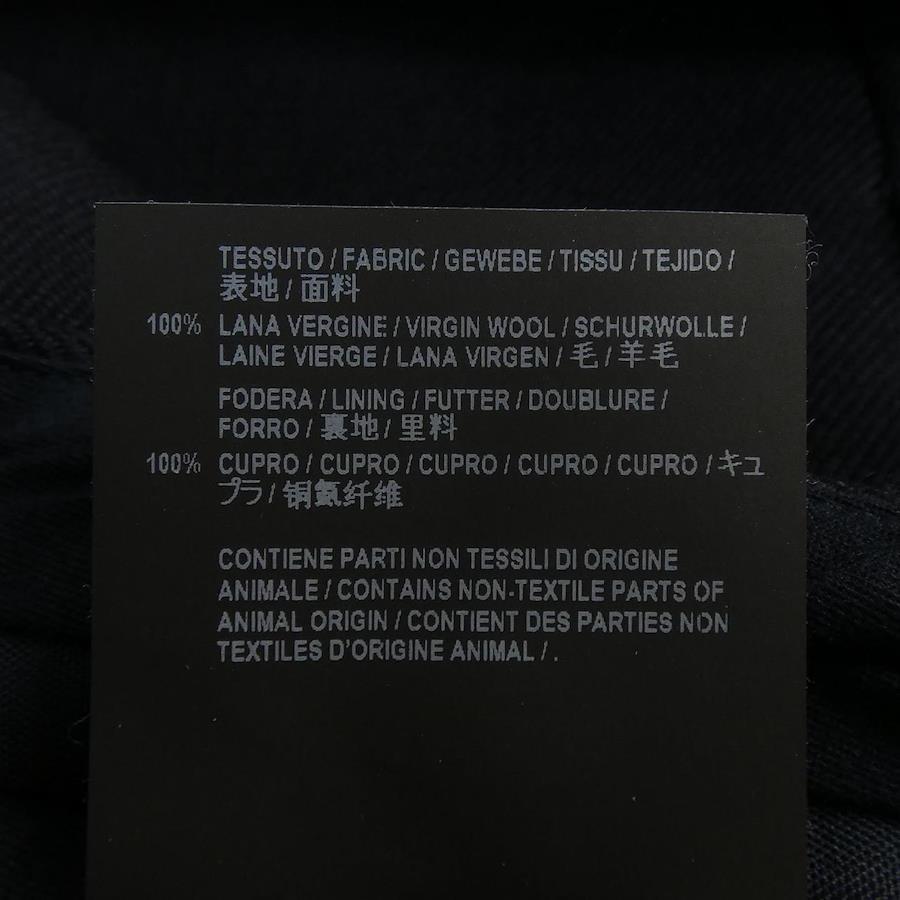 TESSUTO / FABRIC / GEWEBE / TISSU / TEJIDO /
表地 / 面料
100% LANA VERGINE / VIRGIN WOOL / SCHURWOLLE /
LAINE VIERGE / LANA VIRGEN / 毛 / 羊毛
FODERA / LINING / FUTTER / DOUBLURE /
FORRO / 裏地 / 里料
100% CUPRO / CUPRO / CUPRO / CUPRO / CUPRO / キュ
プラ / 铜氨纤维
CONTIENE PARTI NON TESSILI DI ORIGINE
ANIMALE / CONTAINS NON-TEXTILE PARTS OF
ANIMAL ORIGIN / CONTIENT DES PARTIES NON
TEXTILES D'ORIGINE ANIMAL / .